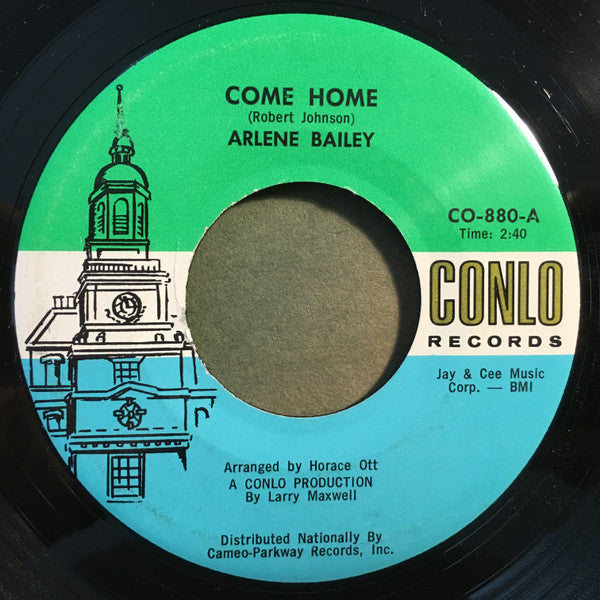 COME HOME
(Robert Johnson)
ARLENE BAILEY
CO-880-A
Time: 2:40
CONLO
RECORDS
Jay & Cee Music
Corp. — BMI
Arranged by Horace Ott
A CONLO PRODUCTION
By Larry Maxwell
Distributed Nationally By
Cameo-Parkway Records, Inc.